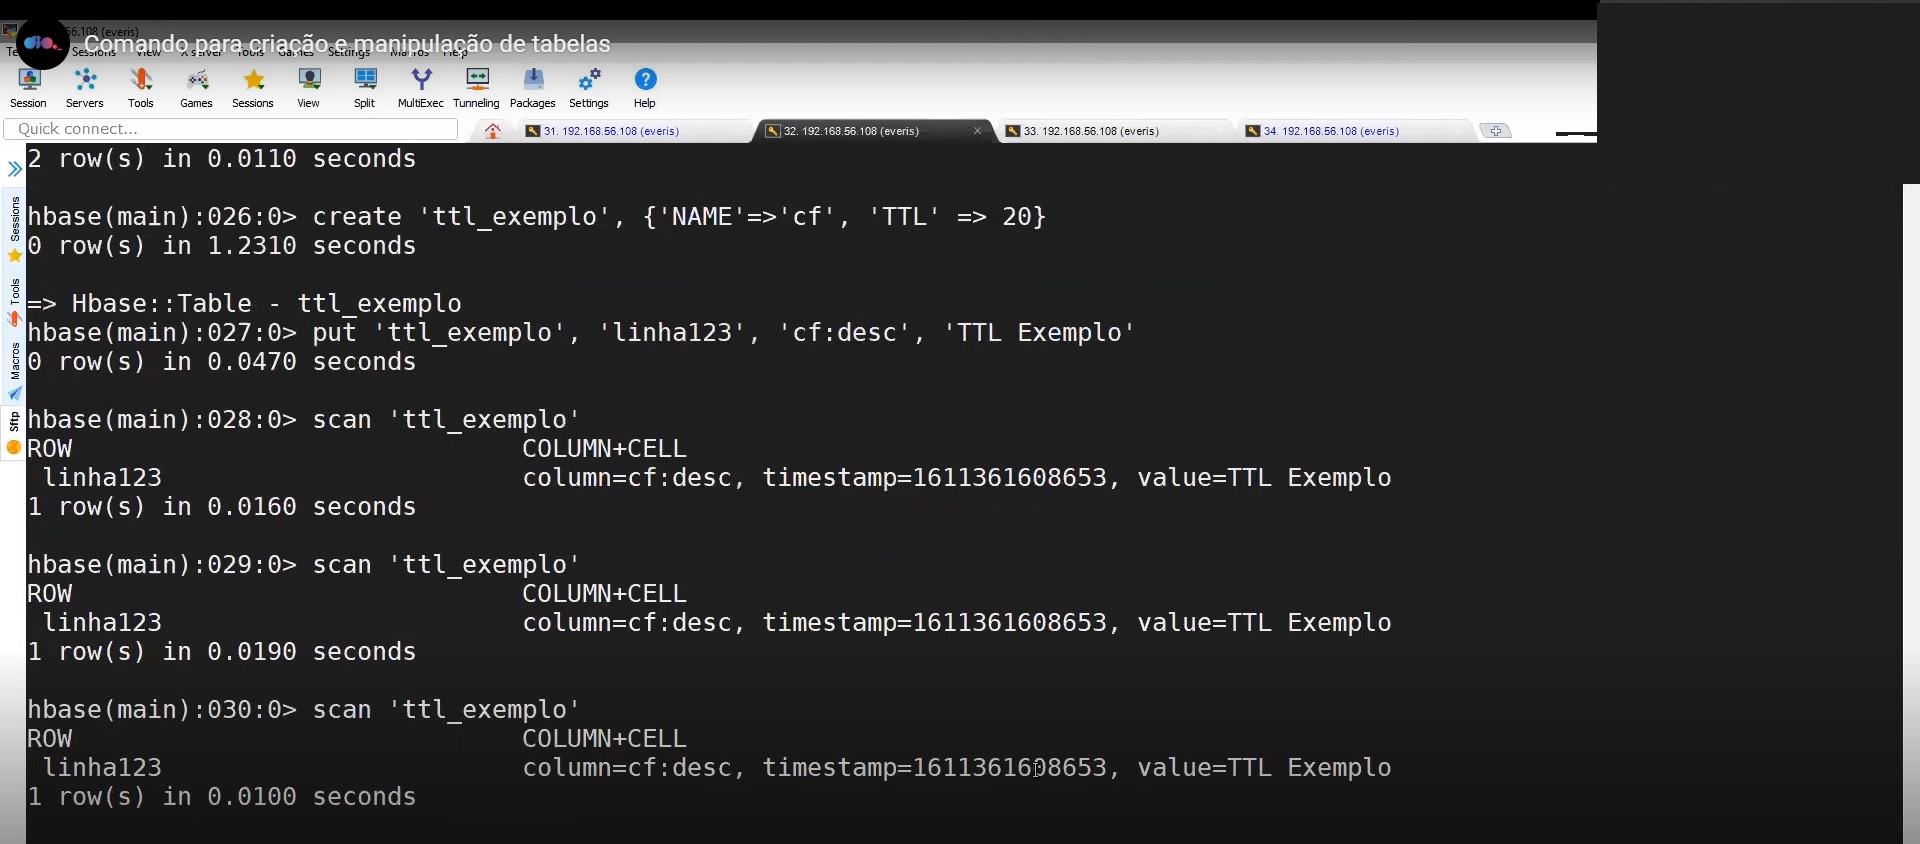 56.108 (everis)
Comando para criação e manipulação de tabelas
Sessions View X server Tools Games Settings Macros Help
Session Servers Tools Games Sessions View Split MultiExec Tunneling Packages Settings Help
Quick connect...
31. 192.168.56.108 (everis)
32. 192.168.56.108 (everis)
33. 192.168.56.108 (everis)
34. 192.168.56.108 (everis)
Sessions
Tools
Macros
Sftp
2 row(s) in 0.0110 seconds
hbase(main):026:0> create 'ttl_exemplo', {'NAME'=>'cf', 'TTL' => 20}
0 row(s) in 1.2310 seconds
=> Hbase::Table - ttl_exemplo
hbase(main):027:0> put 'ttl_exemplo', 'linha123', 'cf:desc', 'TTL Exemplo'
0 row(s) in 0.0470 seconds
hbase(main):028:0> scan 'ttl_exemplo'
ROW COLUMN+CELL
linha123 column=cf:desc, timestamp=1611361608653, value=TTL Exemplo
1 row(s) in 0.0160 seconds
hbase(main):029:0> scan 'ttl_exemplo'
ROW COLUMN+CELL
linha123 column=cf:desc, timestamp=1611361608653, value=TTL Exemplo
1 row(s) in 0.0190 seconds
hbase(main):030:0> scan 'ttl_exemplo'
ROW COLUMN+CELL
linha123 column=cf:desc, timestamp=1611361608653, value=TTL Exemplo
1 row(s) in 0.0100 seconds